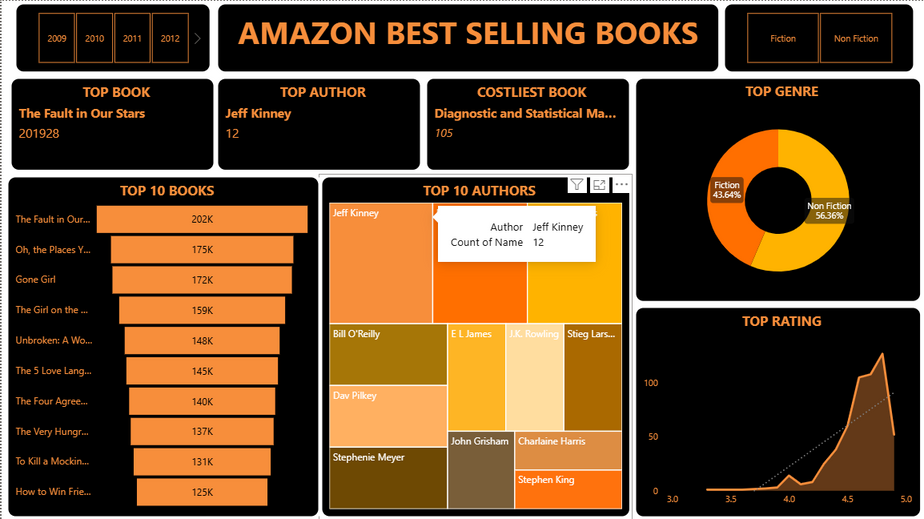 2009
2010
2011
2012
AMAZON BEST SELLING BOOKS
Fiction
Non Fiction
TOP BOOK
The Fault in Our Stars
201928
TOP AUTHOR
Jeff Kinney
12
COSTLIEST BOOK
Diagnostic and Statistical Ma...
105
TOP GENRE
Fiction
43.64%
Non Fiction
56.36%
TOP 10 BOOKS
The Fault in Our... 202K
Oh, the Places Y... 175K
Gone Girl 172K
The Girl on the ... 159K
Unbroken: A Wo... 148K
The 5 Love Lang... 145K
The Four Agree... 140K
The Very Hungr... 137K
To Kill a Mockin... 131K
How to Win Frie... 125K
TOP 10 AUTHORS
Jeff Kinney
Author Jeff Kinney
Count of Name 12
Bill O'Reilly
E L James
J.K. Rowling
Stieg Lars...
Dav Pilkey
Stephenie Meyer
John Grisham
Charlaine Harris
Stephen King
TOP RATING
100
50
0
3.0 3.5 4.0 4.5 5.0